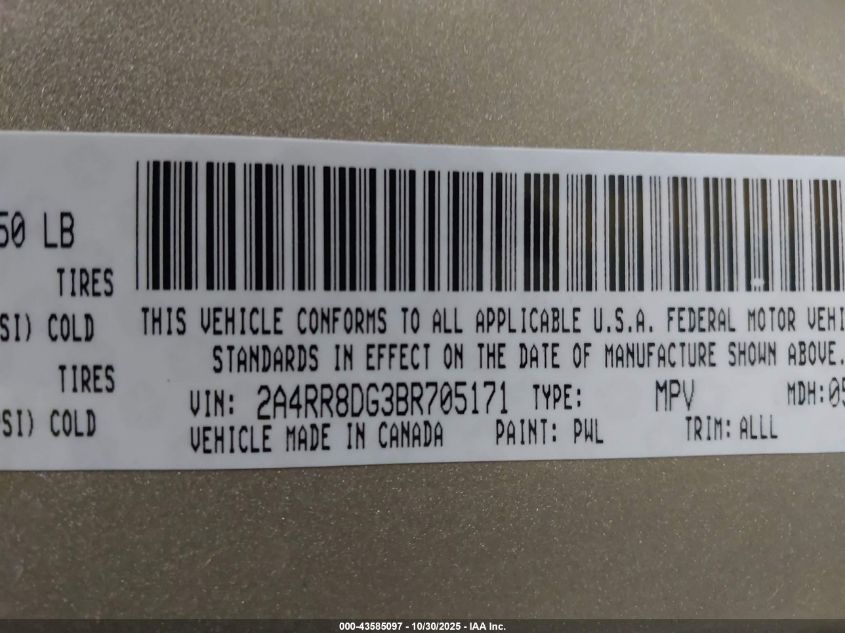 50 LB
TIRES
SI) COLD
TIRES
SI) COLD
THIS VEHICLE CONFORMS TO ALL APPLICABLE U.S.A. FEDERAL MOTOR VEHI
STANDARDS IN EFFECT ON THE DATE OF MANUFACTURE SHOWN ABOVE.
VIN: 2A4RR8DG3BR705171 TYPE: MPV MDH:05
VEHICLE MADE IN CANADA PAINT: PWL TRIM: ALLL
000-43585097 - 10/30/2025 - IAA Inc.